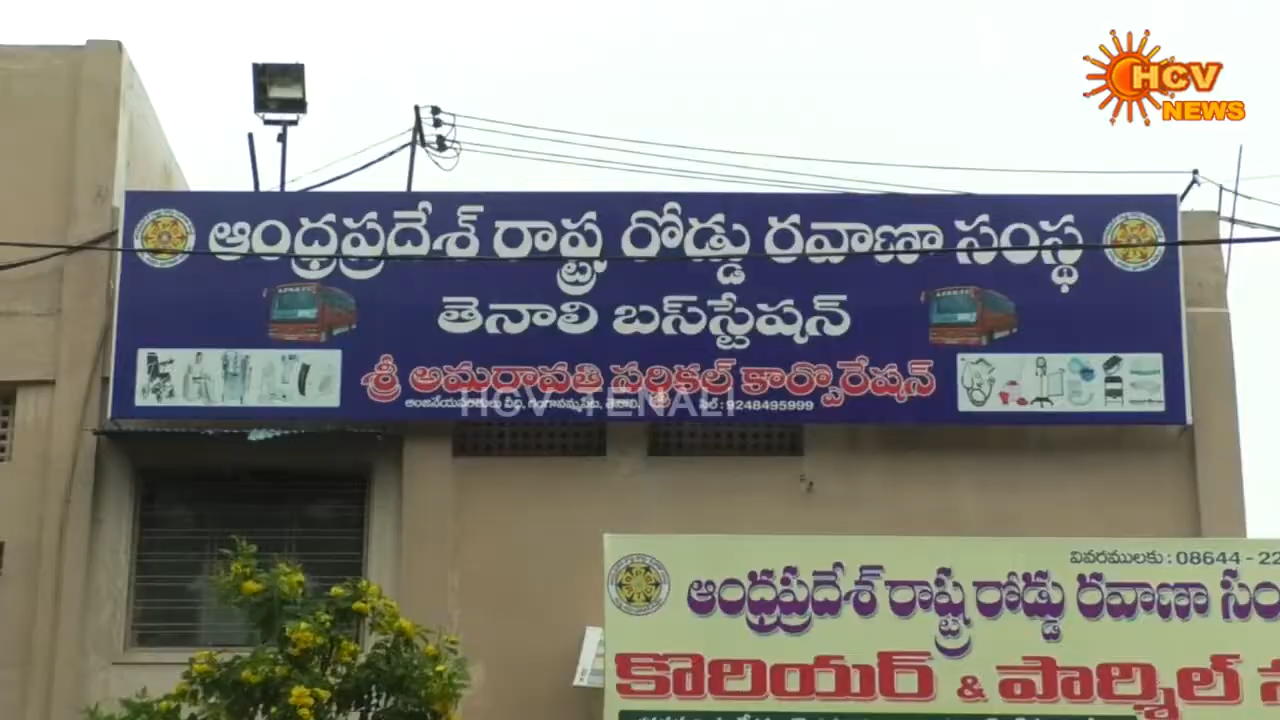 HCV
NEWS
ఆంధ్రప్రదేశ్ రాష్ట్ర రోడ్డు రవాణా సంస్థ
తెనాలి బస్‌స్టేషన్
శ్రీ అమరావతి సర్జికల్ కార్పొరేషన్
సెల్ : 9248495999
వివరములకు : 08644 - 22
ఆంధ్రప్రదేశ్ రాష్ట్ర రోడ్డు రవాణా సం
కొరియర్ & పార్శిల్ స